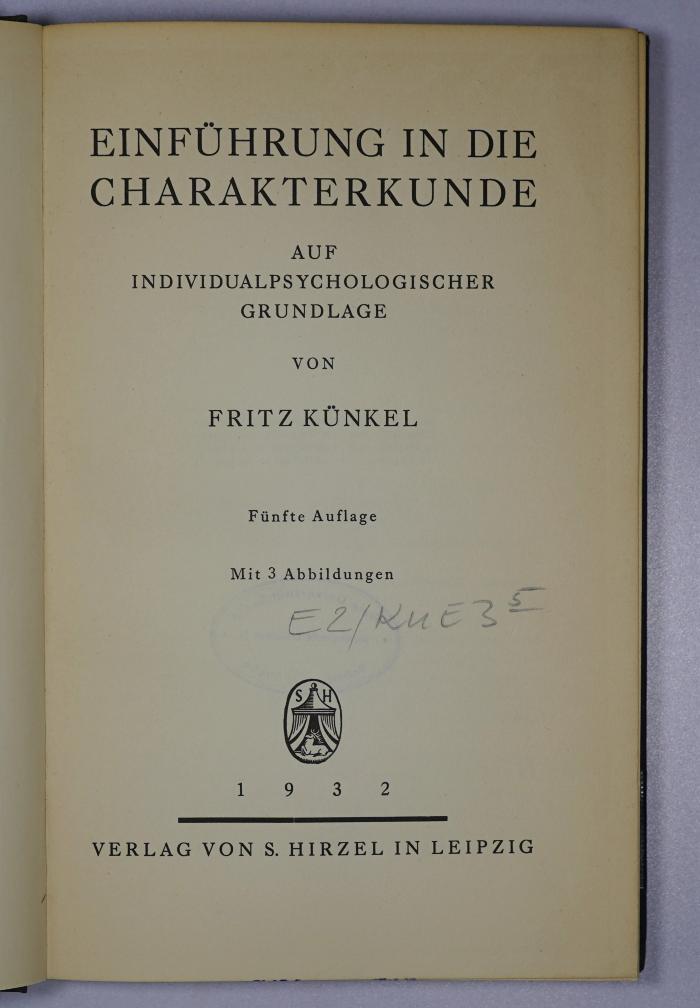 EINFÜHRUNG IN DIE
CHARAKTERKUNDE
AUF
INDIVIDUALPSYCHOLOGISCHER
GRUNDLAGE
VON
FRITZ KÜNKEL
Fünfte Auflage
Mit 3 Abbildungen
E2/KUE3 5
S H
1 9 3 2
VERLAG VON S. HIRZEL IN LEIPZIG